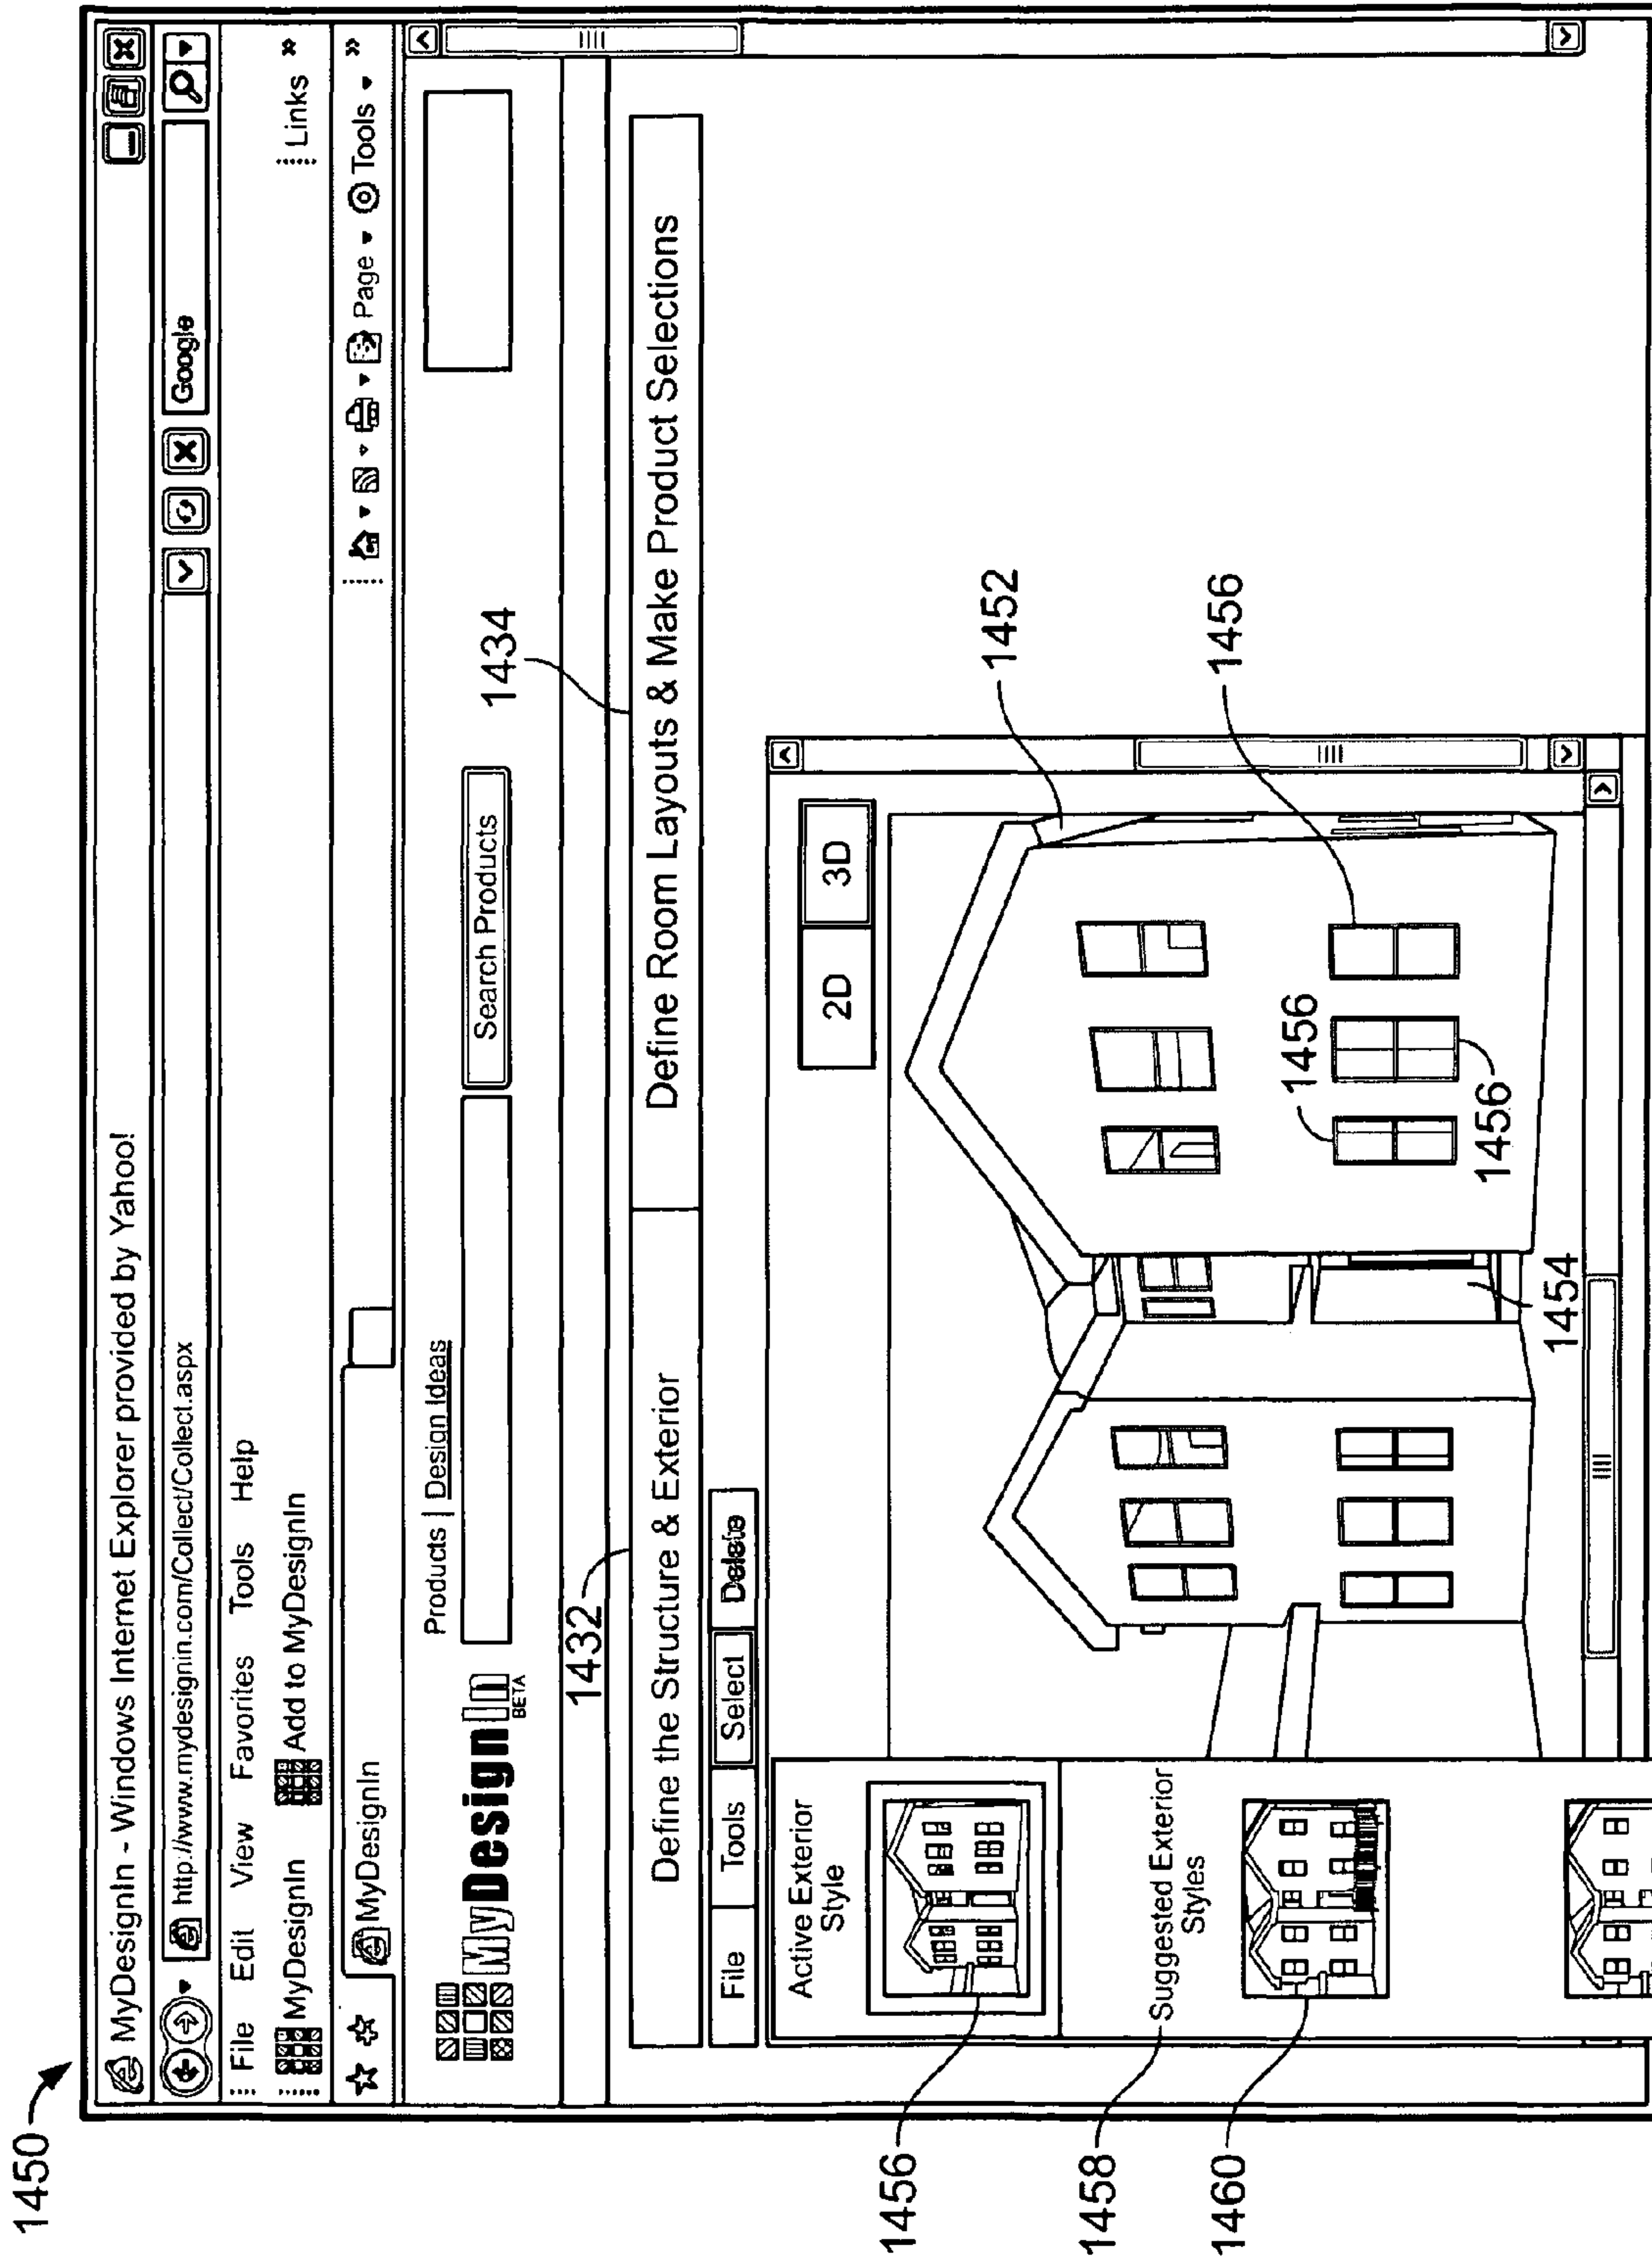 1450
MyDesignIn - Windows Internet Explorer provided by Yahoo!
http://www.mydesignin.com/Collect/Collect.aspx
Google
File Edit View Favorites Tools Help
MyDesignIn Add to MyDesignIn
Links »
MyDesignIn
Page Tools »
Products | Design Ideas
MyDesignIn
BETA
Search Products
1432
1434
Define the Structure & Exterior
Define Room Layouts & Make Product Selections
File Tools Select Delete
Active Exterior
Style
2D 3D
1456
1452
1456
1456
1456
1454
1458
Suggested Exterior
Styles
1460